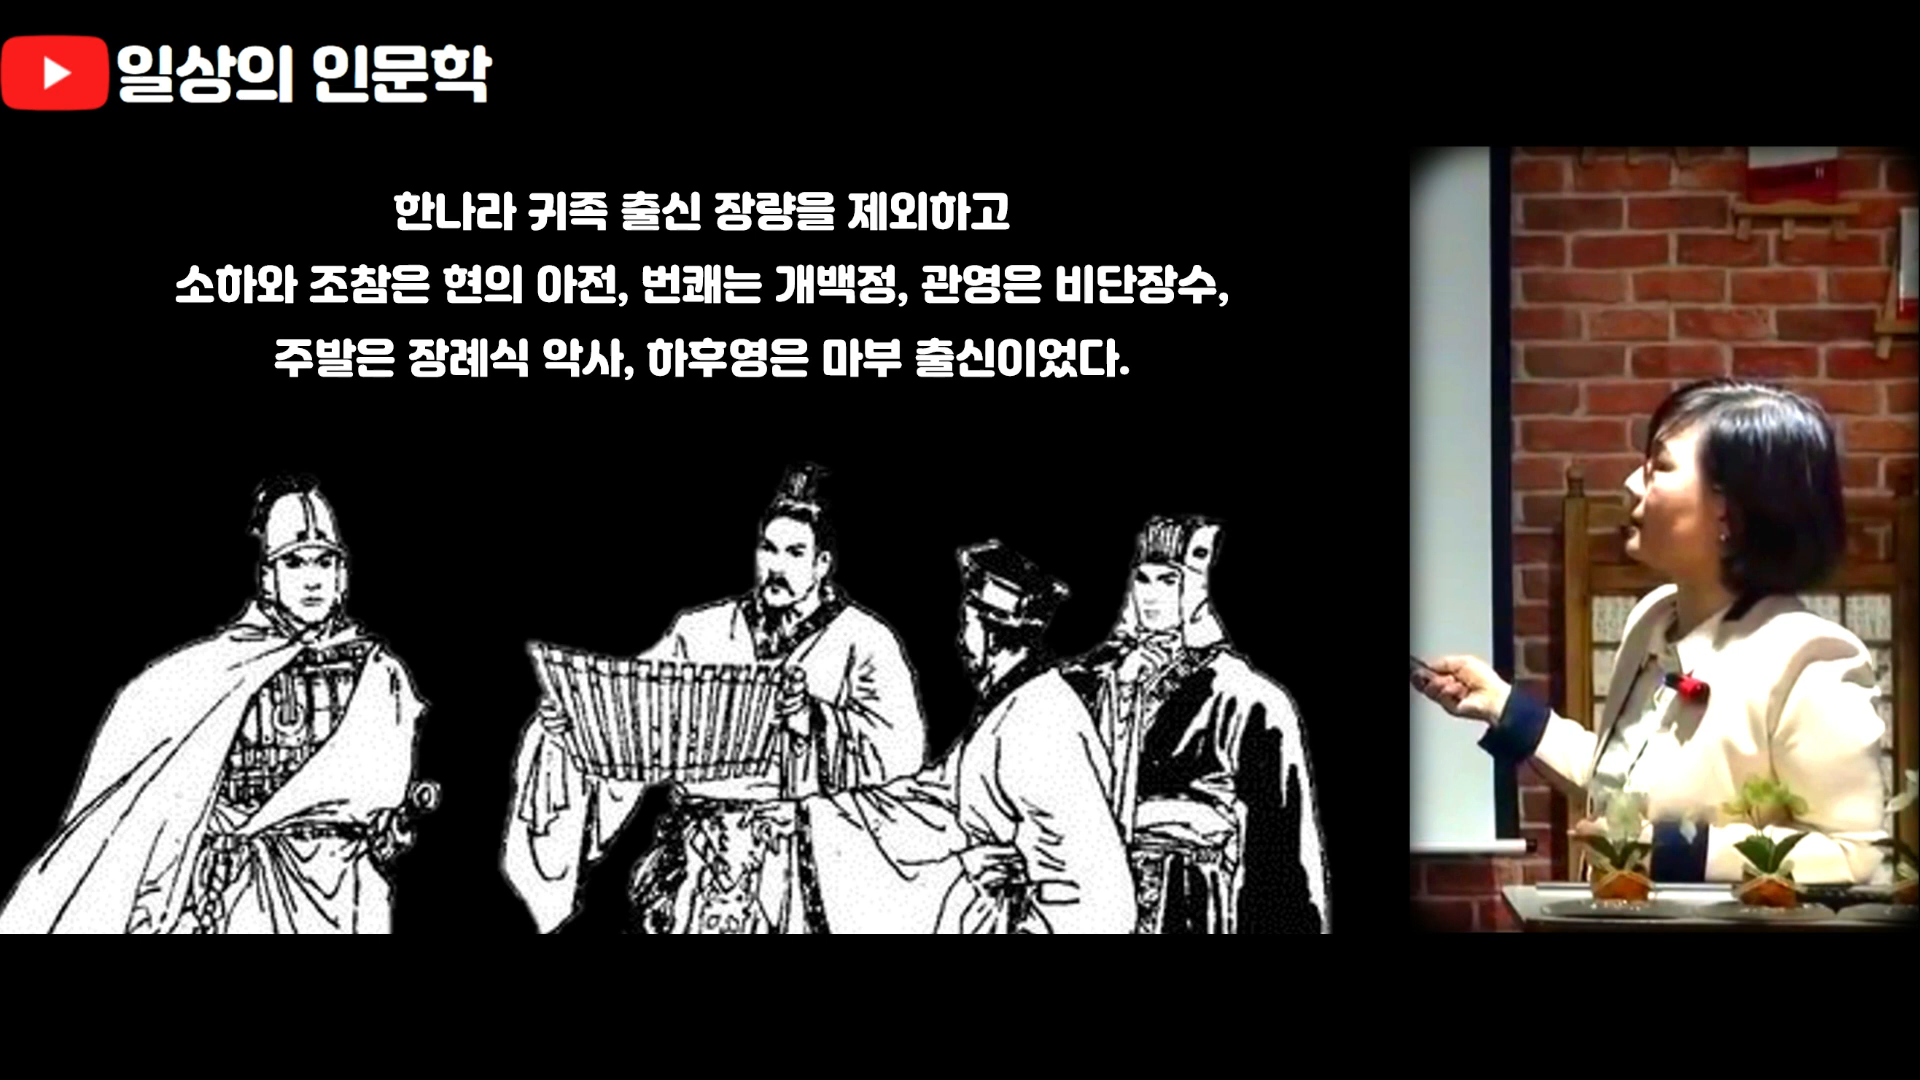 일상의 인문학
한나라 귀족 출신 장량을 제외하고
소하와 조참은 현의 아전, 번쾌는 개백정, 관영은 비단장수,
주발은 장례식 악사, 하후영은 마부 출신이었다.